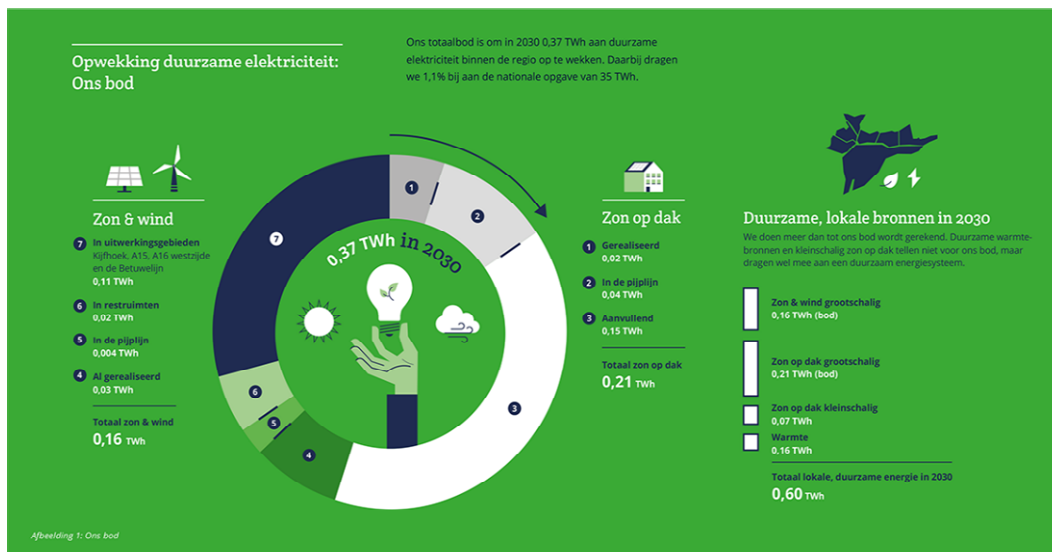 Opwekking duurzame elektriciteit:
Ons bod
Ons totaalbod is om in 2030 0,37 TWh aan duurzame
elektriciteit binnen de regio op te wekken. Daarbij dragen
we 1,1% bij aan de nationale opgave van 35 TWh.
Zon & wind
7 In uitwerkingsgebieden
Kijfhoek, A15, A16 westzijde
en de Betuwelijn
0,11 TWh
6 In restruimten
0,02 TWh
5 In de pijplijn
0,004 TWh
4 Al gerealiseerd
0,03 TWh
Totaal zon & wind
0,16 TWh
0,37 TWh in 2030
1
2
3
4
5
6
7
Zon op dak
1 Gerealiseerd
0,02 TWh
2 In de pijplijn
0,04 TWh
3 Aanvullend
0,15 TWh
Totaal zon op dak
0,21 TWh
Duurzame, lokale bronnen in 2030
We doen meer dan tot ons bod wordt gerekend. Duurzame warmte-
bronnen en kleinschalig zon op dak tellen niet voor ons bod, maar
dragen wel mee aan een duurzaam energiesysteem.
Zon & wind grootschalig
0,16 TWh (bod)
Zon op dak grootschalig
0,21 TWh (bod)
Zon op dak kleinschalig
0,07 TWh
Warmte
0.16 TWh
Totaal lokale, duurzame energie in 2030
0,60 TWh
Afbeelding 1: Ons bod